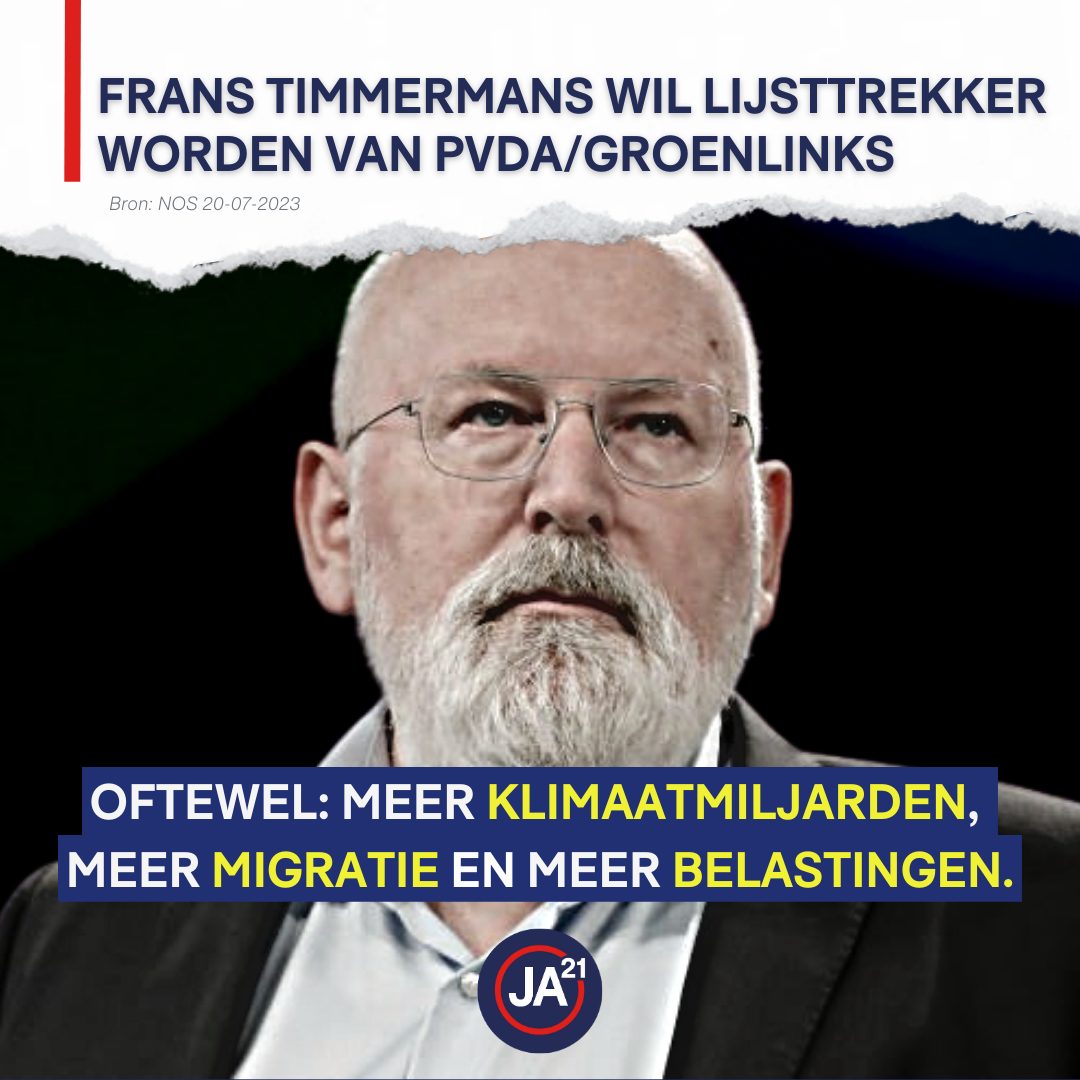 FRANS TIMMERMANS WIL LIJSTTREKKER
WORDEN VAN PVDA/GROENLINKS
Bron: NOS 20-07-2023
OFTEWEL: MEER KLIMAATMILJARDEN,
MEER MIGRATIE EN MEER BELASTINGEN.
JA21